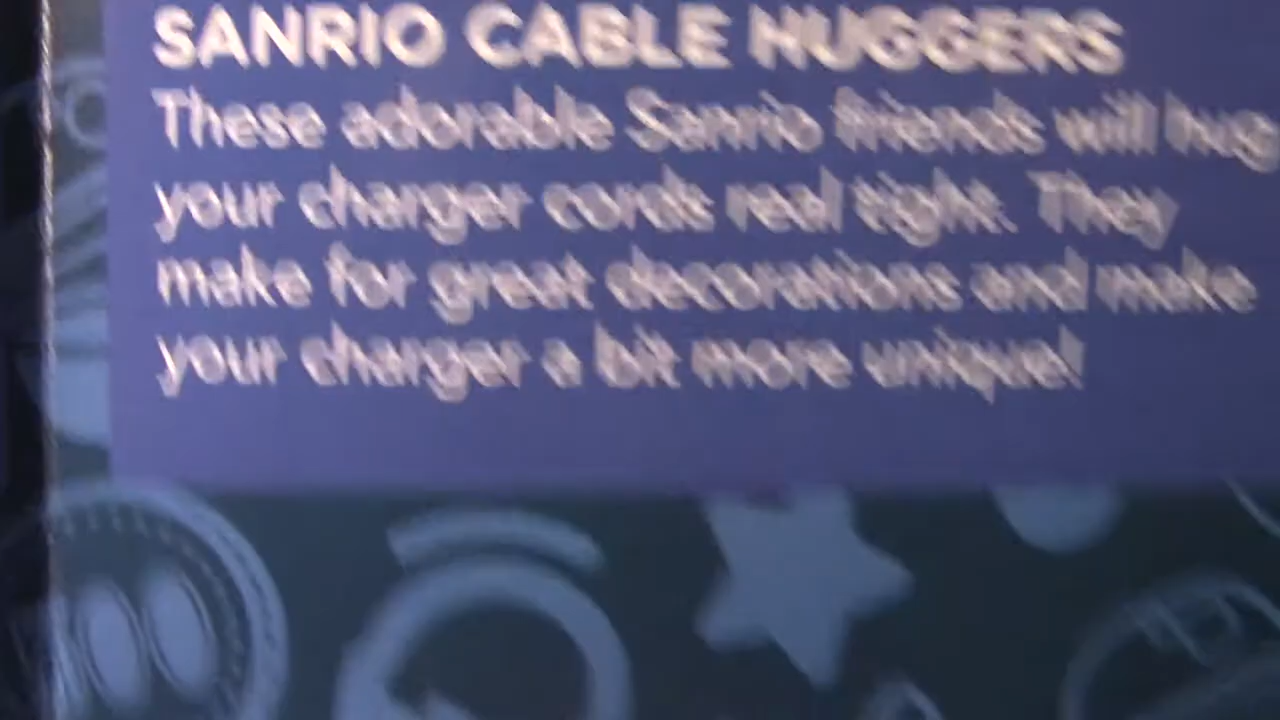 SANRIO CABLE HUGGERS
These adorable Sanrio friends will hug
your charger cords real tight. They
make for great decorations and make
your charger a bit more unique!